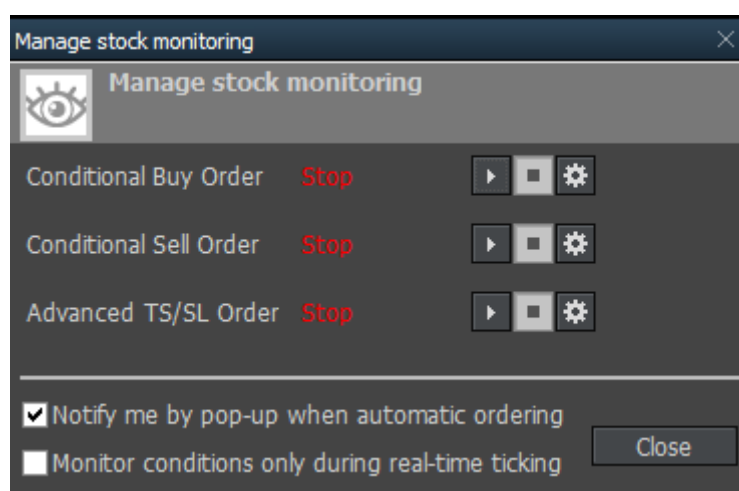 Manage stock monitoring
Manage stock monitoring
Conditional Buy Order Stop
Conditional Sell Order Stop
Advanced TS/SL Order Stop
Notify me by pop-up when automatic ordering
Close
Monitor conditions only during real-time ticking